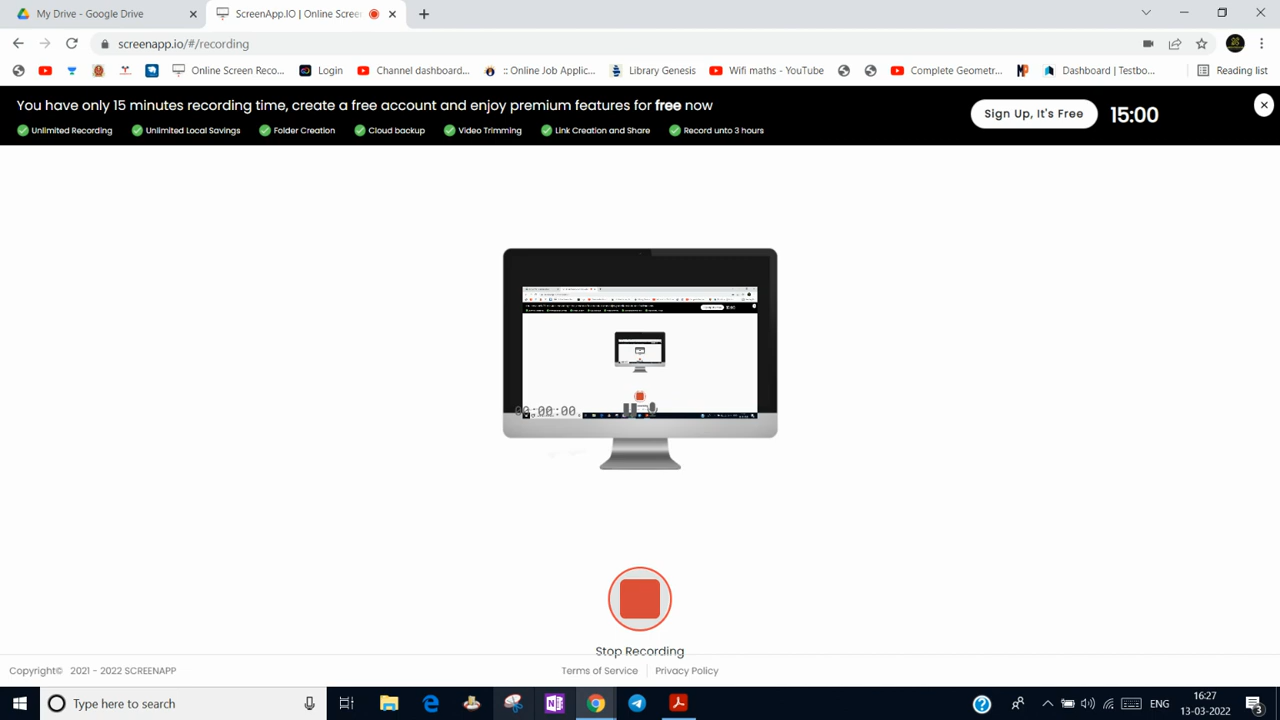 My Drive - Google Drive
ScreenApp.IO | Online Scree
screenapp.io/#/recording
Online Screen Reco...
Login
Channel dashboard...
:: Online Job Applic...
Library Genesis
Wifi maths - YouTube
Complete Geometr...
Dashboard | Testbo...
Reading list
You have only 15 minutes recording time, create a free account and enjoy premium features for free now
Unlimited Recording
Unlimited Local Savings
Folder Creation
Cloud backup
Video Trimming
Link Creation and Share
Record unto 3 hours
Sign Up, It's Free
15:00
00:00:00
Stop Recording
Copyright© 2021 - 2022 SCREENAPP
Terms of Service
Privacy Policy
Type here to search
ENG
16:27
13-03-2022
3